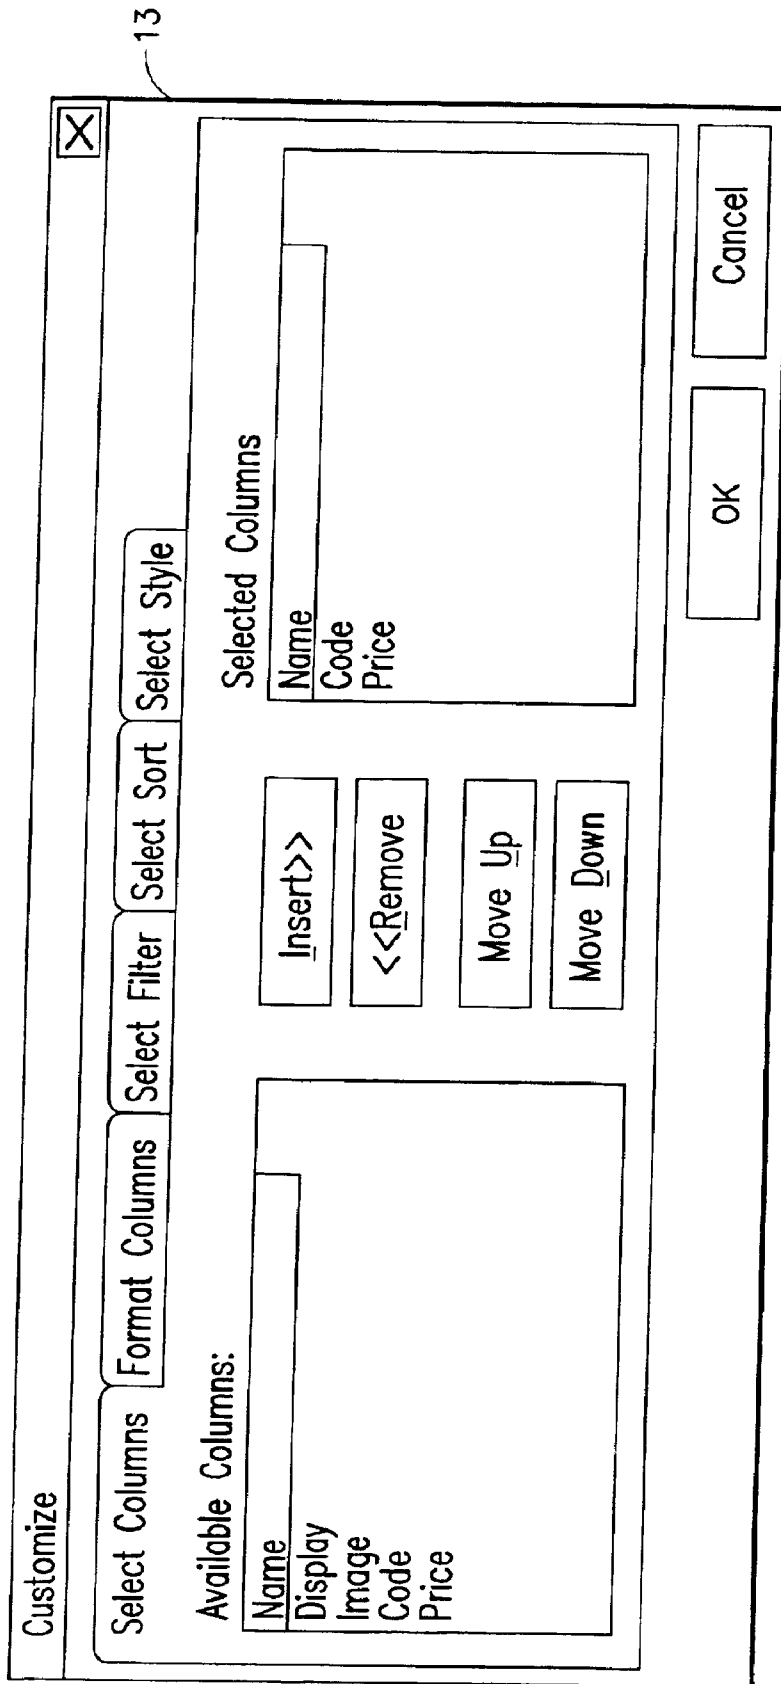 13
Customize
Select Columns Format Columns Select Filter Select Sort Select Style
Available Columns:
Name
Display
Image
Code
Price
Insert>>
<<Remove
Move Up
Move Down
Selected Columns
Name
Code
Price
OK
Cancel